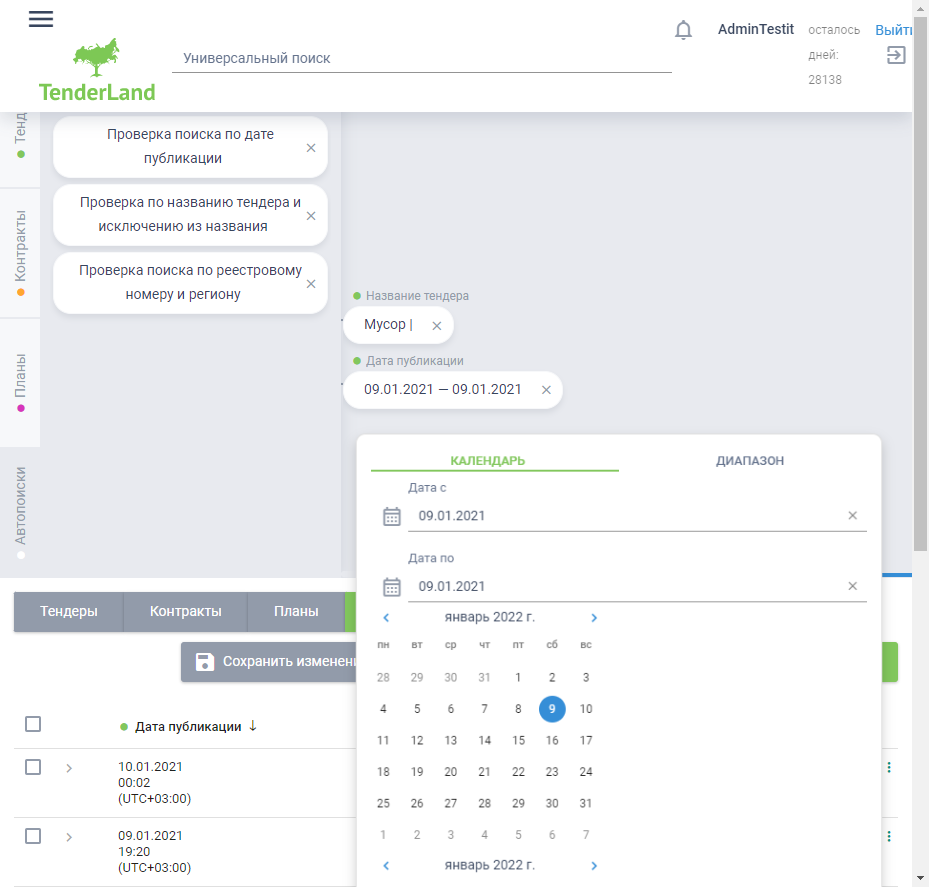 AdminTestit
осталось
Выйти
дней:
28138
TenderLand
Универсальный поиск
Тенд
Контракты
Планы
Автопоиски
Проверка поиска по дате
публикации
Проверка по названию тендера и
исключению из названия
Проверка поиска по реестровому
номеру и региону
Название тендера
Мусор |
Дата публикации
09.01.2021 — 09.01.2021
КАЛЕНДАРЬ
ДИАПАЗОН
Дата с
09.01.2021
Дата по
09.01.2021
январь 2022 г.
пн вт ср чт пт сб вс
28 29 30 31 1 2 3
4 5 6 7 8 9 10
11 12 13 14 15 16 17
18 19 20 21 22 23 24
25 26 27 28 29 30 31
1 2 3 4 5 6 7
январь 2022 г.
Тендеры
Контракты
Планы
Сохранить изменени
Дата публикации ↓
10.01.2021
00:02
(UTC+03:00)
09.01.2021
19:20
(UTC+03:00)